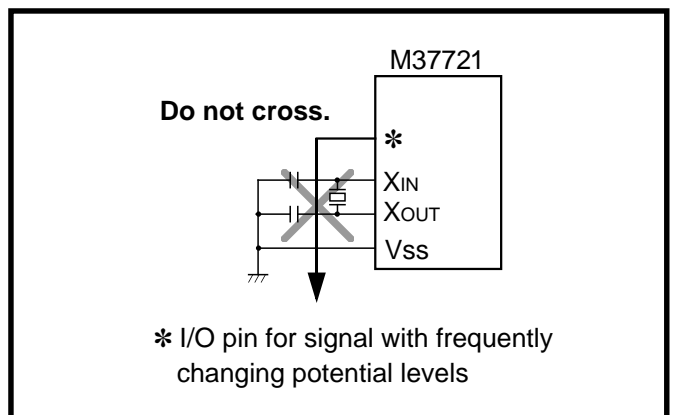 M37721
Do not cross.
✻
XIN
XOUT
Vss
✻ I/O pin for signal with frequently
changing potential levels